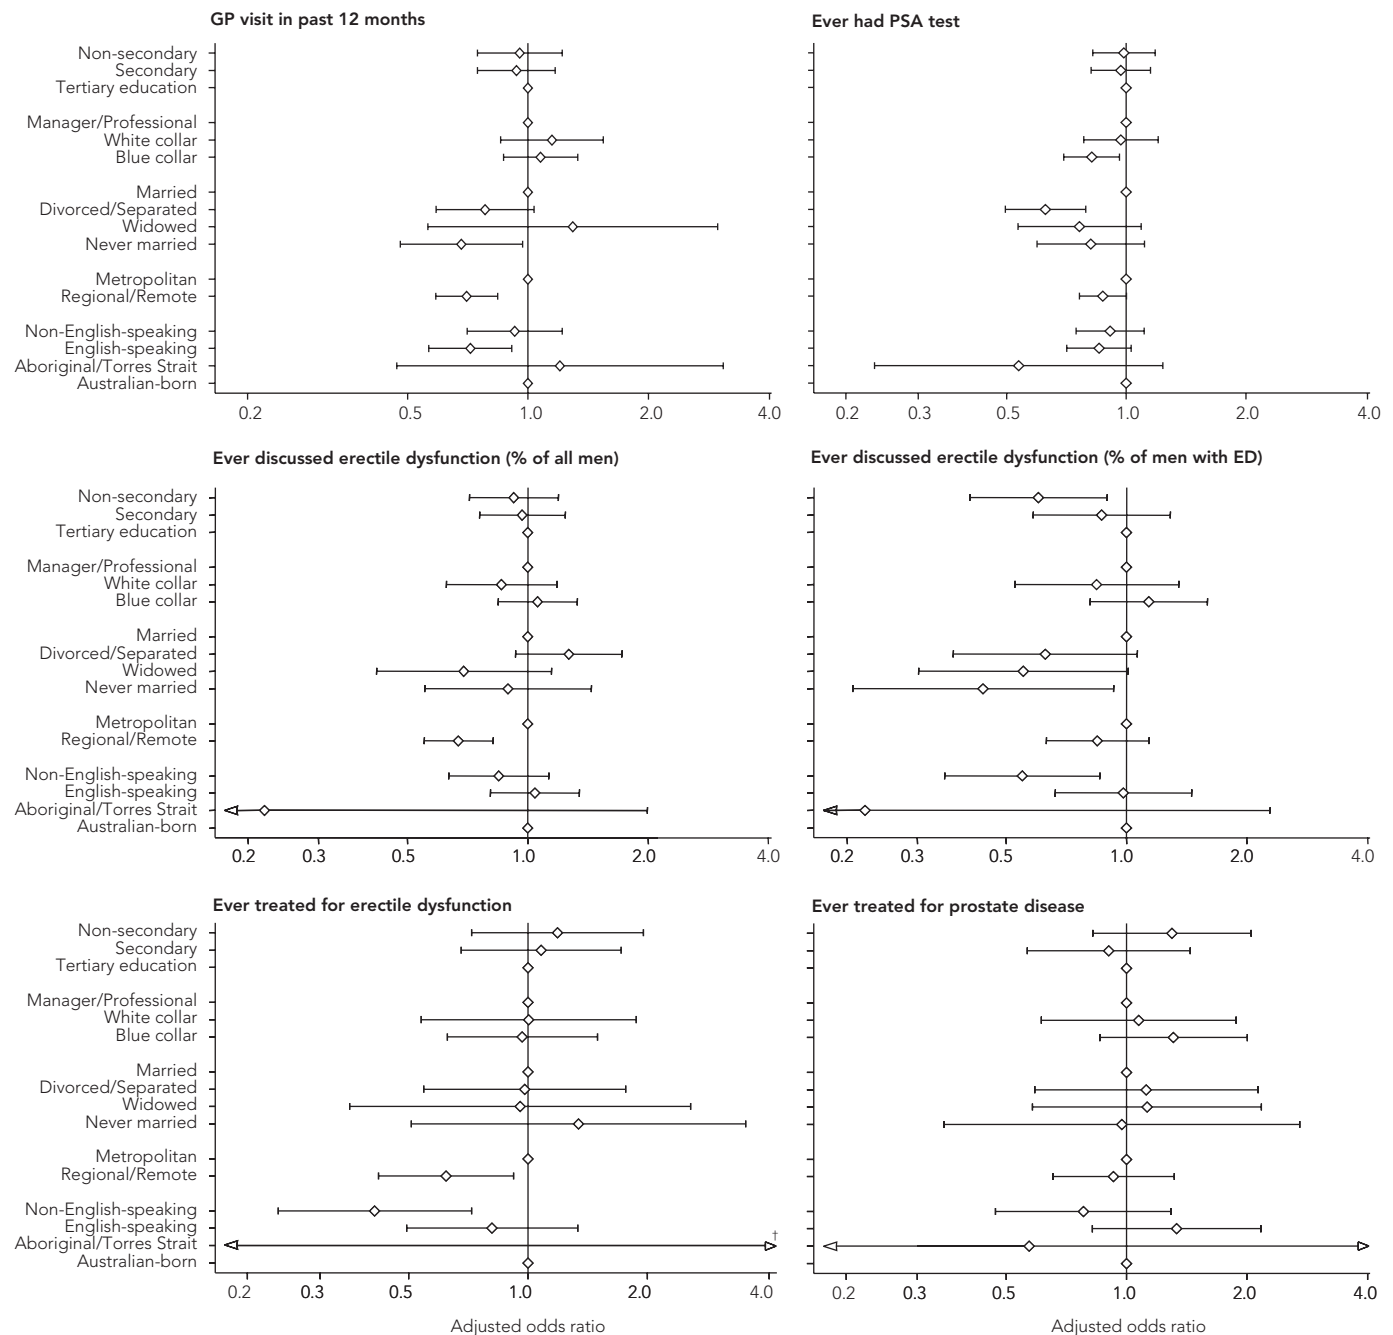 GP visit in past 12 months
Non-secondary
Secondary
Tertiary education
Manager/Professional
White collar
Blue collar
Married
Divorced/Separated
Widowed
Never married
Metropolitan
Regional/Remote
Non-English-speaking
English-speaking
Aboriginal/Torres Strait
Australian-born
0.2 0.5 1.0 2.0 4.0
Ever had PSA test
0.2 0.3 0.5 1.0 2.0 4.0
Ever discussed erectile dysfunction (% of all men)
Non-secondary
Secondary
Tertiary education
Manager/Professional
White collar
Blue collar
Married
Divorced/Separated
Widowed
Never married
Metropolitan
Regional/Remote
Non-English-speaking
English-speaking
Aboriginal/Torres Strait
Australian-born
0.2 0.3 0.5 1.0 2.0 4.0
Ever discussed erectile dysfunction (% of men with ED)
0.2 0.3 0.5 1.0 2.0 4.0
Ever treated for erectile dysfunction
Non-secondary
Secondary
Tertiary education
Manager/Professional
White collar
Blue collar
Married
Divorced/Separated
Widowed
Never married
Metropolitan
Regional/Remote
Non-English-speaking
English-speaking
Aboriginal/Torres Strait
†
Australian-born
0.2 0.3 0.5 1.0 2.0 4.0
Adjusted odds ratio
Ever treated for prostate disease
0.2 0.3 0.5 1.0 2.0 4.0
Adjusted odds ratio